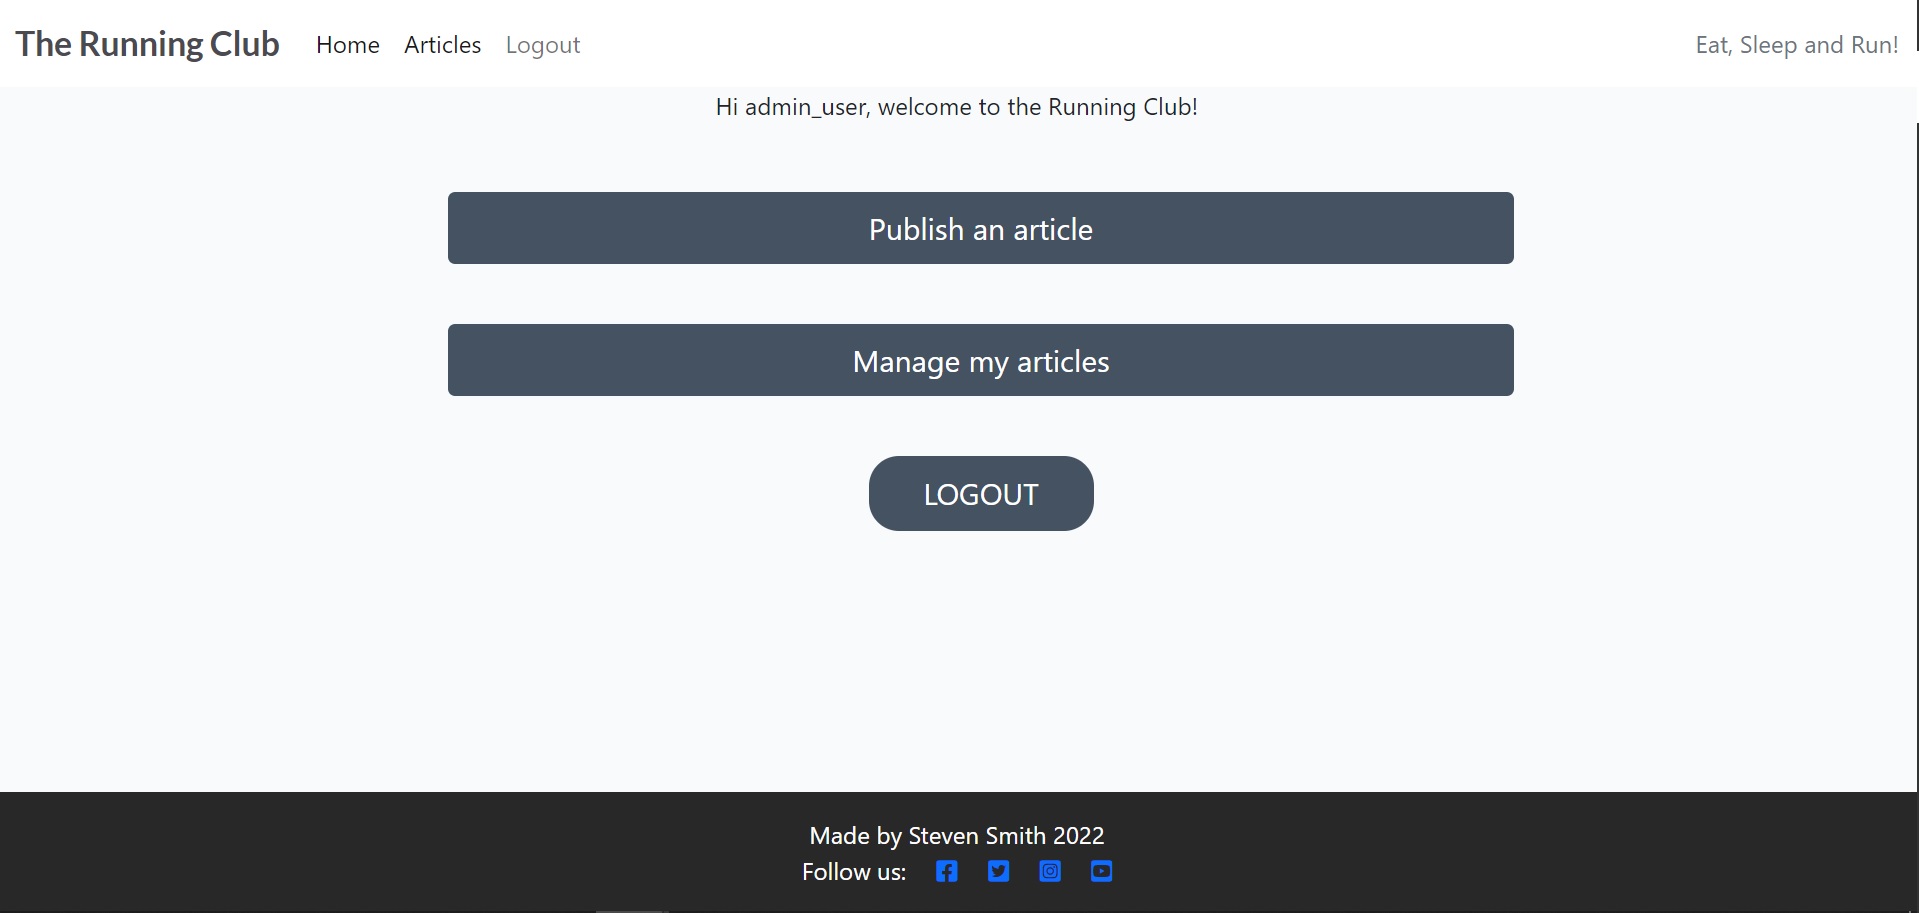 The Running Club Home Articles Logout Eat, Sleep and Run!
Hi admin_user, welcome to the Running Club!
Publish an article
Manage my articles
LOGOUT
Made by Steven Smith 2022
Follow us: